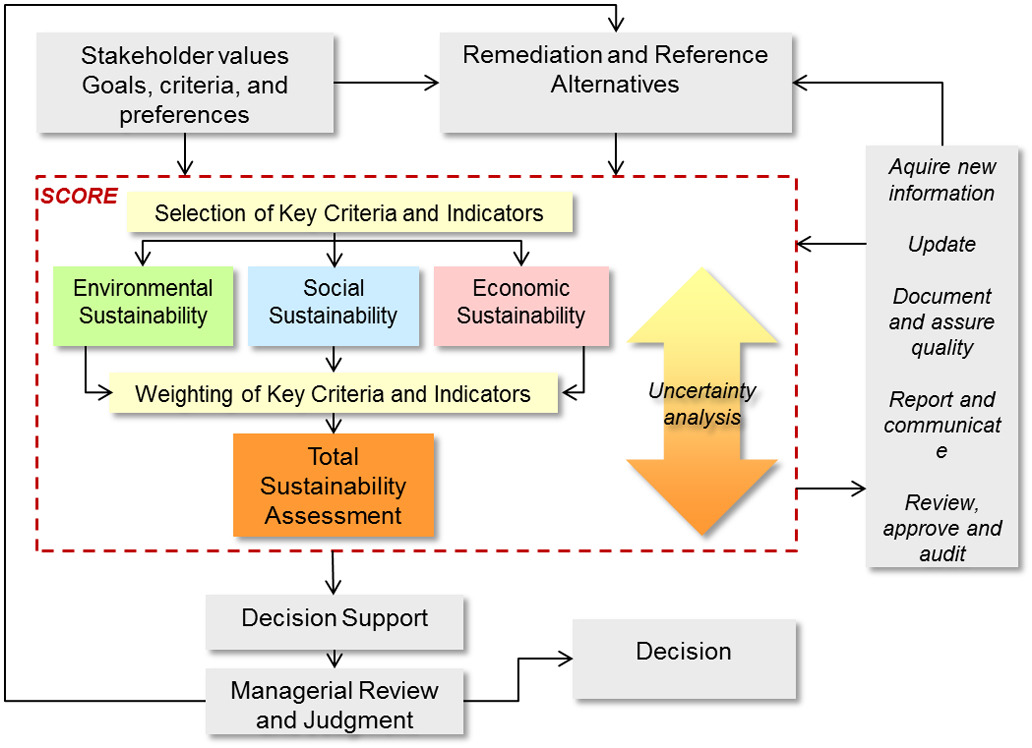 Stakeholder values
Goals, criteria, and
preferences
Remediation and Reference
Alternatives
SCORE
Selection of Key Criteria and Indicators
Environmental
Sustainability
Social
Sustainability
Economic
Sustainability
Weighting of Key Criteria and Indicators
Total
Sustainability
Assessment
Uncertainty
analysis
Aquire new
information
Update
Document
and assure
quality
Report and
communicat
e
Review,
approve and
audit
Decision Support
Managerial Review
and Judgment
Decision